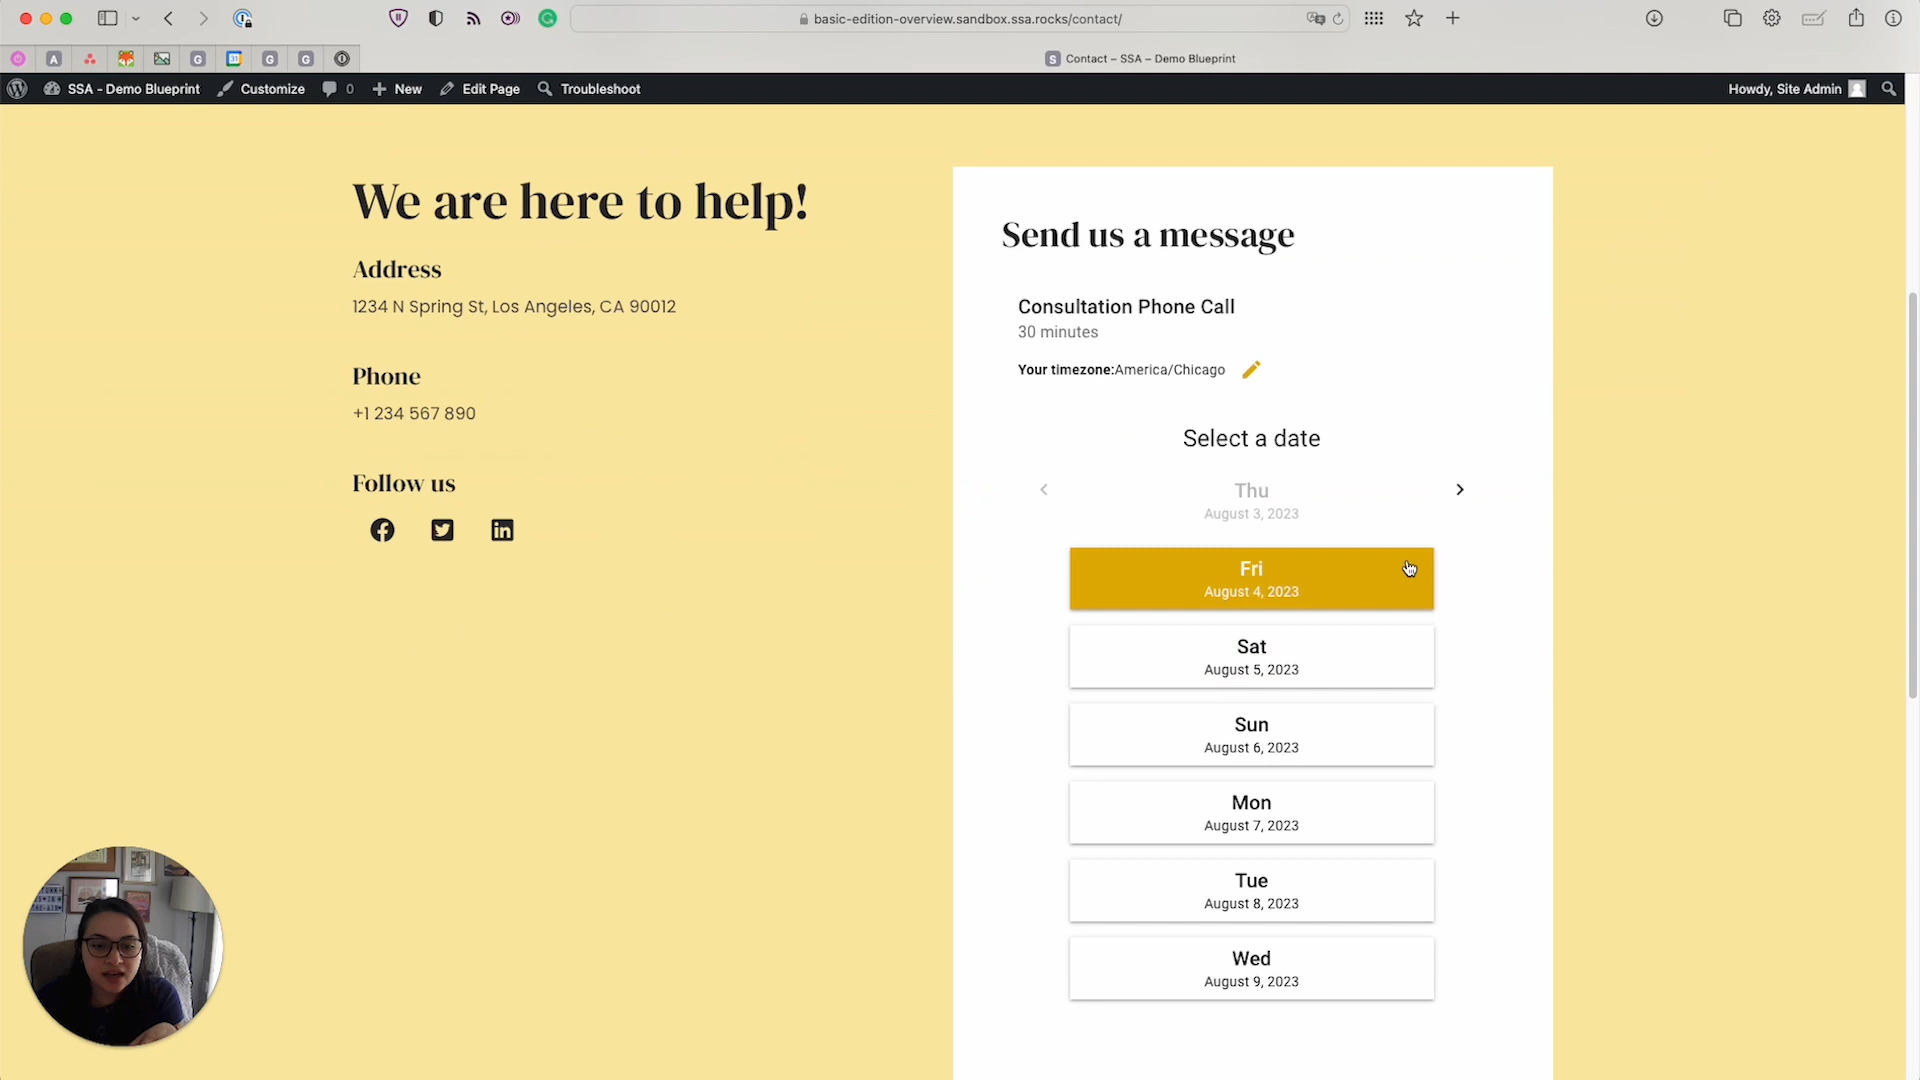 basic-edition-overview.sandbox.ssa.rocks/contact/
A
G
31
G
G
S
Contact – SSA – Demo Blueprint
SSA - Demo Blueprint
Customize
0
New
Edit Page
Troubleshoot
Howdy, Site Admin
We are here to help!
Address
1234 N Spring St, Los Angeles, CA 90012
Phone
+1 234 567 890
Follow us
Send us a message
Consultation Phone Call
30 minutes
Your timezone:America/Chicago
Select a date
Thu
August 3, 2023
Fri
August 4, 2023
Sat
August 5, 2023
Sun
August 6, 2023
Mon
August 7, 2023
Tue
August 8, 2023
Wed
August 9, 2023